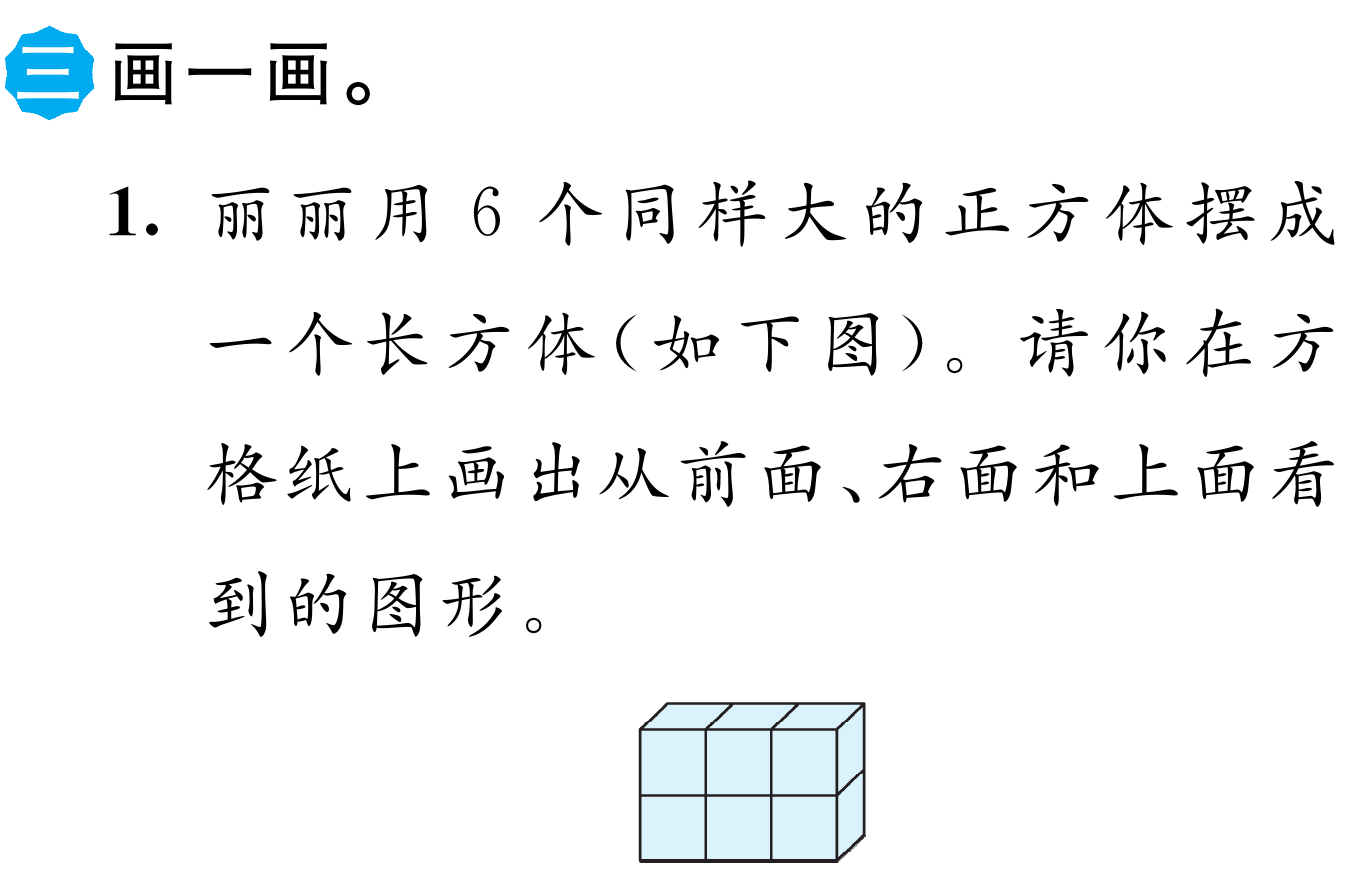 三 画一画。
1. 丽丽用 6 个同样大的正方体摆成
一个长方体(如下图)。请你在方
格纸上画出从前面、右面和上面看
到的图形。